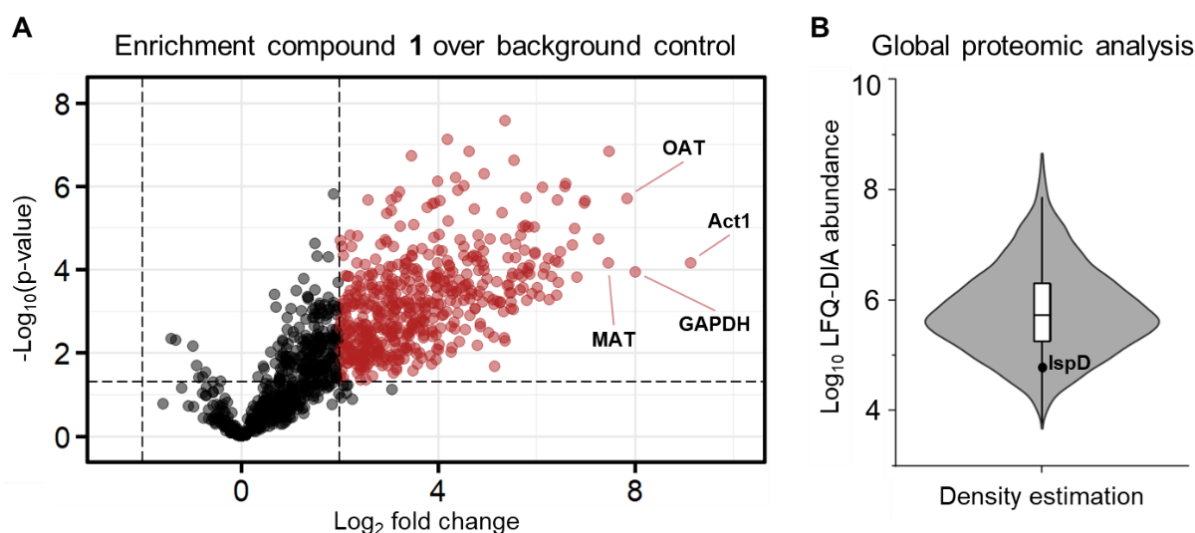 A
Enrichment compound 1 over background control
-Log10(p-value)
8
6
4
2
0
OAT
Act1
GAPDH
MAT
0 4 8
Log2 fold change
B
Global proteomic analysis
Log10 LFQ-DIA abundance
10
8
6
4
IspD
Density estimation